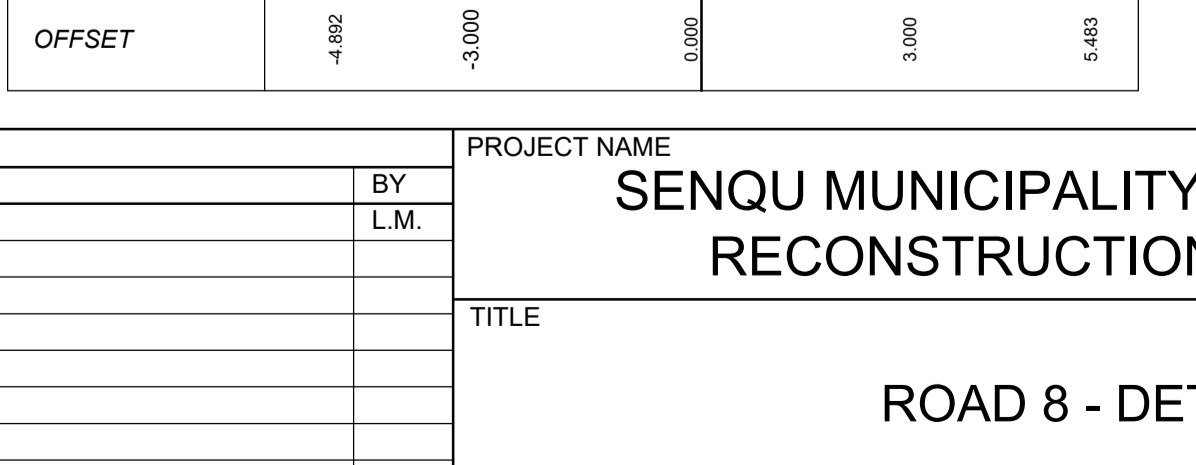 OFFSET -4.892 -3.000 0.000 3.000 5.483
PROJECT NAME
BY
L.M.
SENQU MUNICIPALITY
RECONSTRUCTION
TITLE
ROAD 8 - DET